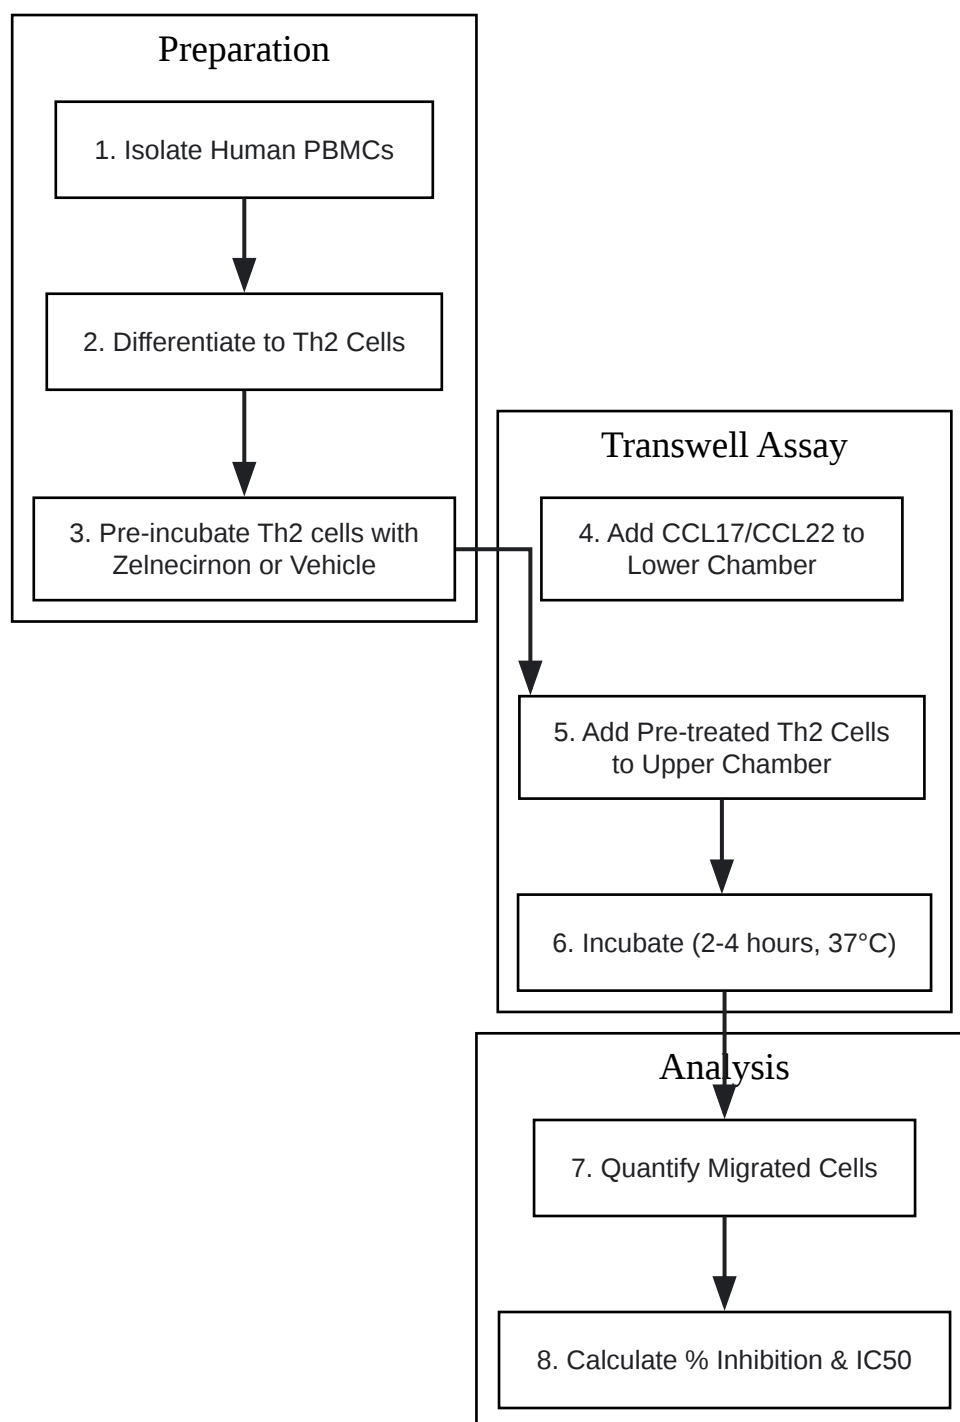 Preparation
1. Isolate Human PBMCs
2. Differentiate to Th2 Cells
3. Pre-incubate Th2 cells with
Zelnecirnon or Vehicle
Transwell Assay
4. Add CCL17/CCL22 to
Lower Chamber
5. Add Pre-treated Th2 Cells
to Upper Chamber
6. Incubate (2-4 hours, 37°C)
Analysis
7. Quantify Migrated Cells
8. Calculate % Inhibition & IC50